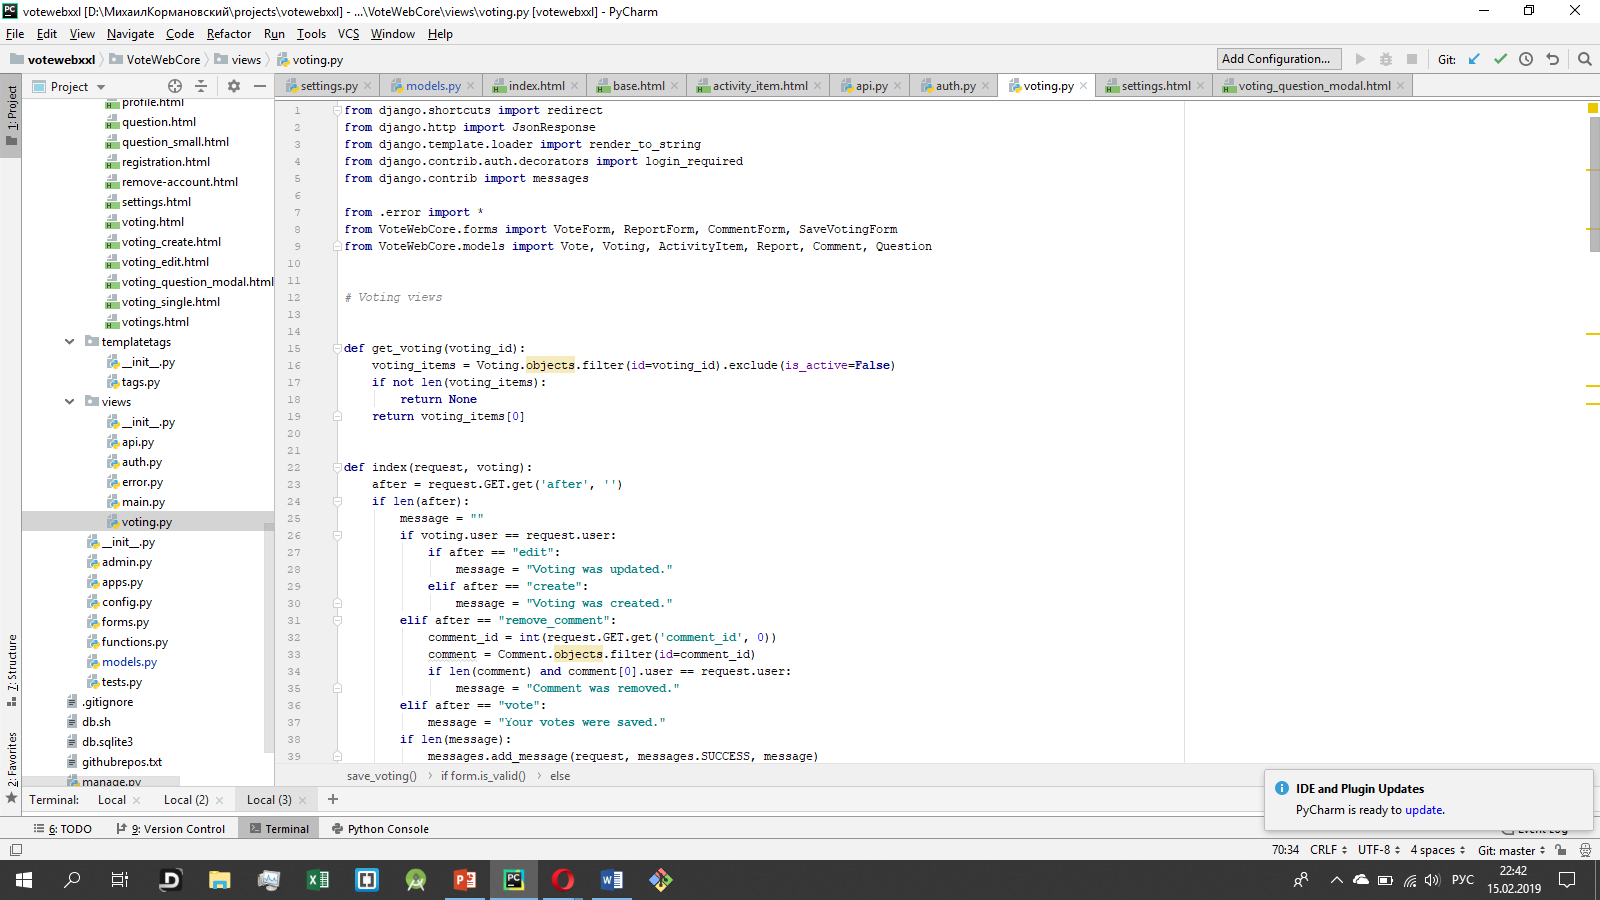 votewebxxl [D:\МихаилКормановский\projects\votewebxxl] - ...\VoteWebCore\views\voting.py [votewebxxl] - PyCharm
File Edit View Navigate Code Refactor Run Tools VCS Window Help
votewebxxl VoteWebCore views voting.py Add Configuration... Git:
Project settings.py models.py index.html base.html activity_item.html api.py auth.py voting.py settings.html voting_question_modal.html
1: Project
7: Structure
2: Favorites
profile.html
question.html
question_small.html
registration.html
remove-account.html
settings.html
voting.html
voting_create.html
voting_edit.html
voting_question_modal.html
voting_single.html
votings.html
templatetags
__init__.py
tags.py
views
__init__.py
api.py
auth.py
error.py
main.py
voting.py
__init__.py
admin.py
apps.py
config.py
forms.py
functions.py
models.py
tests.py
.gitignore
db.sh
db.sqlite3
githubrepos.txt
manage.py
1 from django.shortcuts import redirect
2 from django.http import JsonResponse
3 from django.template.loader import render_to_string
4 from django.contrib.auth.decorators import login_required
5 from django.contrib import messages
6
7 from .error import *
8 from VoteWebCore.forms import VoteForm, ReportForm, CommentForm, SaveVotingForm
9 from VoteWebCore.models import Vote, Voting, ActivityItem, Report, Comment, Question
10
11
12 # Voting views
13
14
15 def get_voting(voting_id):
16 voting_items = Voting.objects.filter(id=voting_id).exclude(is_active=False)
17 if not len(voting_items):
18 return None
19 return voting_items[0]
20
21
22 def index(request, voting):
23 after = request.GET.get('after', '')
24 if len(after):
25 message = ""
26 if voting.user == request.user:
27 if after == "edit":
28 message = "Voting was updated."
29 elif after == "create":
30 message = "Voting was created."
31 elif after == "remove_comment":
32 comment_id = int(request.GET.get('comment_id', 0))
33 comment = Comment.objects.filter(id=comment_id)
34 if len(comment) and comment[0].user == request.user:
35 message = "Comment was removed."
36 elif after == "vote":
37 message = "Your votes were saved."
38 if len(message):
39 messages.add_message(request, messages.SUCCESS, message)
save_voting() if form.is_valid() else
IDE and Plugin Updates
PyCharm is ready to update.
Terminal: Local Local (2) Local (3) +
6: TODO 9: Version Control Terminal Python Console Event Log
70:34 CRLF UTF-8 4 spaces Git: master
РУС 22:42
15.02.2019